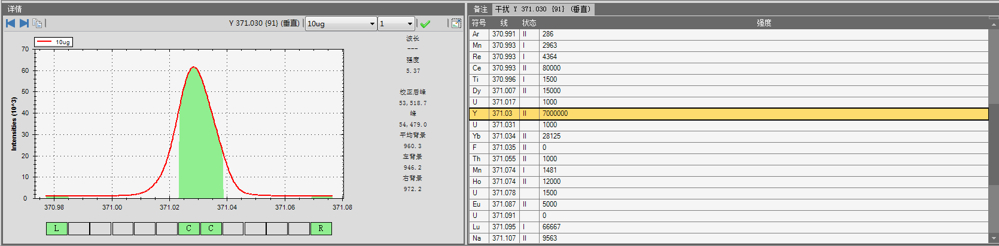 详情
Y 371.030 {91} (垂直)
10ug
1
10ug
Intensities (10^3)
70
60
50
40
30
20
10
0
370.98 371.00 371.02 371.04 371.06 371.08
L C C R
波长
---
强度
5.37
校正后峰
53,518.7
峰
54,479.0
平均背景
960.3
左背景
946.2
右背景
972.2
备注 干扰 Y 371.030 {91} (垂直)
符号 线 状态 强度
Ar 370.991 II 286
Mn 370.993 I 2963
Re 370.993 I 4364
Ce 370.993 II 80000
Ti 370.996 I 1500
Dy 371.007 II 15000
U 371.017 1000
Y 371.03 II 7000000
U 371.031 1000
Yb 371.034 II 28125
F 371.035 II 0
Th 371.055 II 1000
Mn 371.074 I 1481
Ho 371.074 II 12000
U 371.078 1500
Eu 371.087 II 5000
U 371.091 0
Lu 371.095 I 66667
Na 371.107 II 9563